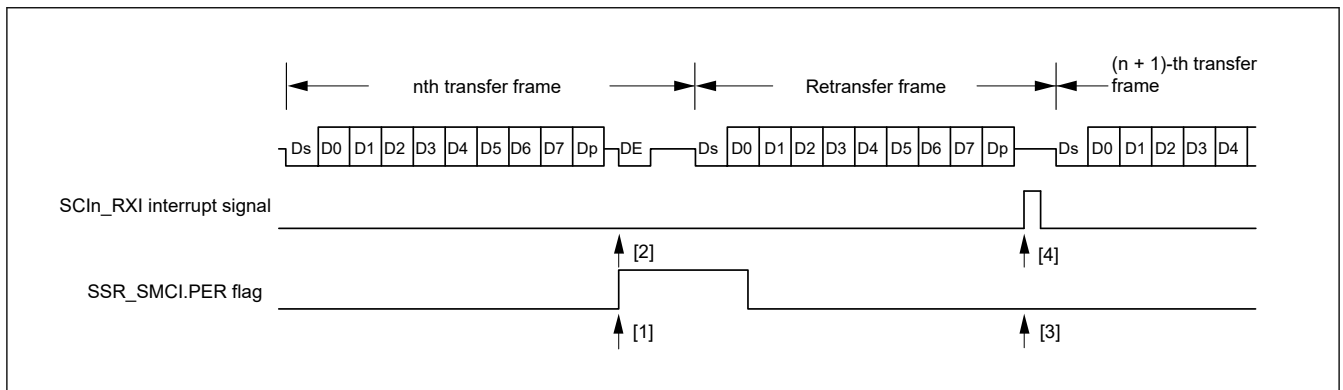 nth transfer frame
Retransfer frame
(n + 1)-th transfer
frame
Ds D0 D1 D2 D3 D4 D5 D6 D7 Dp DE Ds D0 D1 D2 D3 D4 D5 D6 D7 Dp Ds D0 D1 D2 D3 D4
SCIn_RXI interrupt signal
[2] [4]
SSR_SMCI.PER flag
[1] [3]